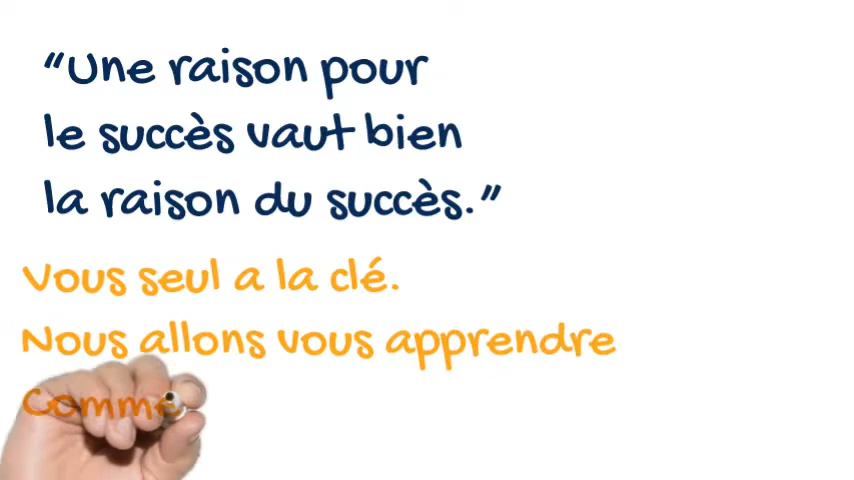 “Une raison pour
le succès vaut bien
la raison du succès.”
Vous seul a la clé.
Nous allons vous apprendre
Comme